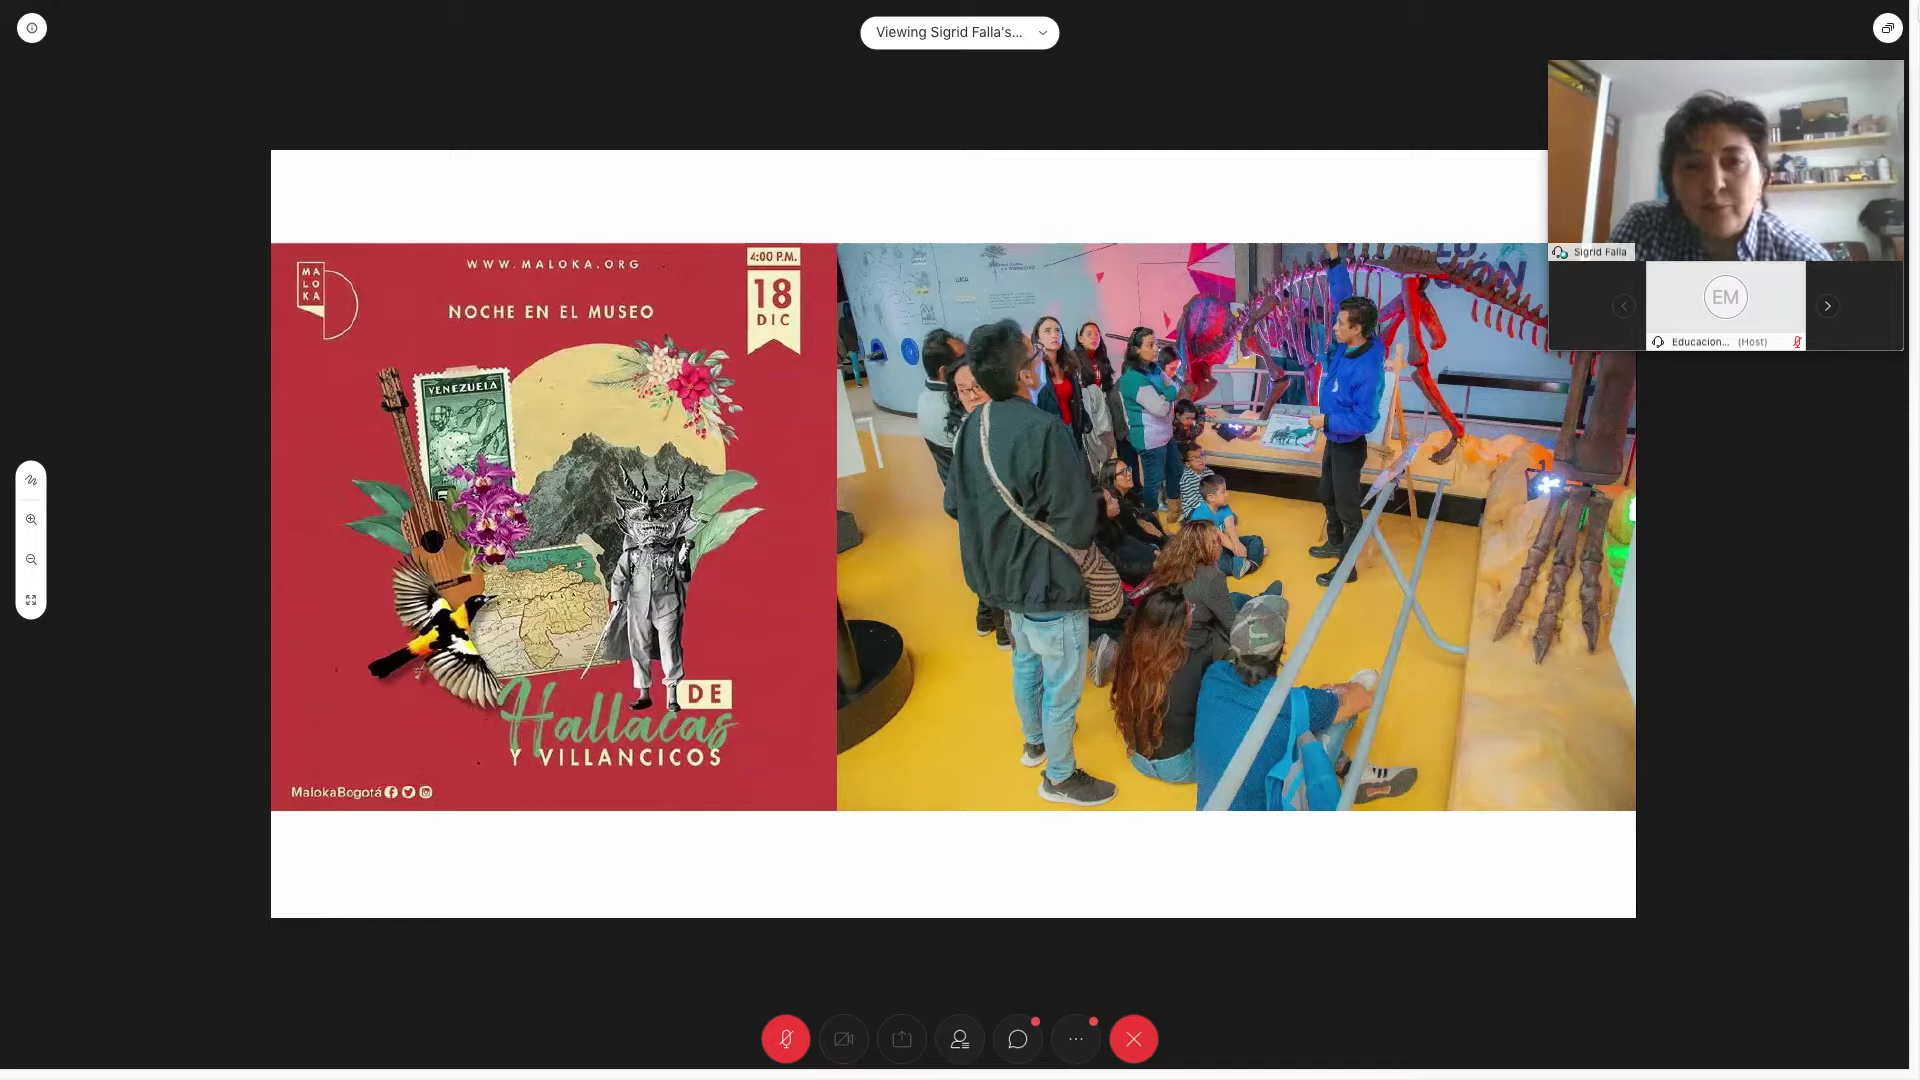 Viewing Sigrid Falla's...
Sigrid Falla
EM
Educacion... (Host)
MA
LO
KA
WWW.MALOKA.ORG
4:00 P.M.
18
DIC
NOCHE EN EL MUSEO
VENEZUELA
DE
Hallacas
Y VILLANCICOS
MalokaBogotá